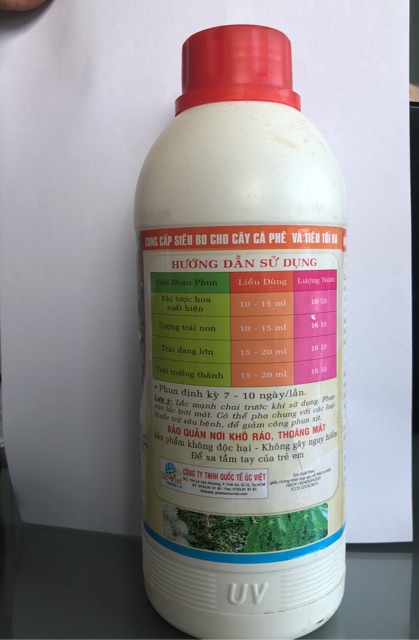 CUNG CẤP SIÊU BO CHO CÂY CÀ PHÊ VÀ TIÊU TỐI ĐA
HƯỚNG DẪN SỬ DỤNG
Giai Đoạn Phun Liều Dùng Lượng Nước
Khi tược hoa xuất hiện 10 - 15 ml 16 lít
Tượng trái non 10 - 15 ml 16 lít
Trái đang lớn 15 - 20 ml 16 lít
Trái trưởng thành 15 - 20 ml 16 lít
* Phun định kỳ 7 - 10 ngày/lần.
Lưu ý: Lắc mạnh chai trước khi sử dụng. Phun
vào lúc trời mát. Có thể pha chung với các loại
thuốc trừ sâu bệnh, để giảm công phun xịt.
BẢO QUẢN NƠI KHÔ RÁO, THOÁNG MÁT
Sản phẩm không độc hại - Không gây nguy hiểm
Để xa tầm tay của trẻ em
CÔNG TY TNHH QUỐC TẾ ÚC VIỆT
UV